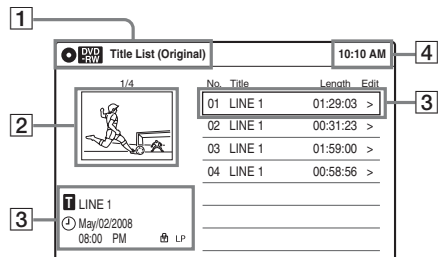 1
DVD -RW Title List (Original) 10:10 AM 4
1/4 No. Title Length Edit
01 LINE 1 01:29:03 > 3
2 02 LINE 1 00:31:23 >
03 LINE 1 01:59:00 >
04 LINE 1 00:58:56 >
T LINE 1
3 May/02/2008
08:00 PM LP